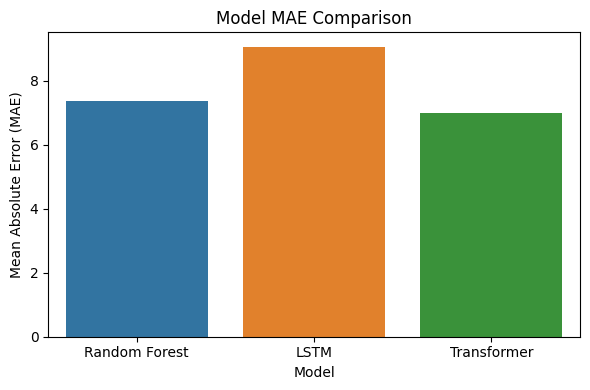 Model MAE Comparison
Mean Absolute Error (MAE)
8
6
4
2
0
Random Forest LSTM Transformer
Model